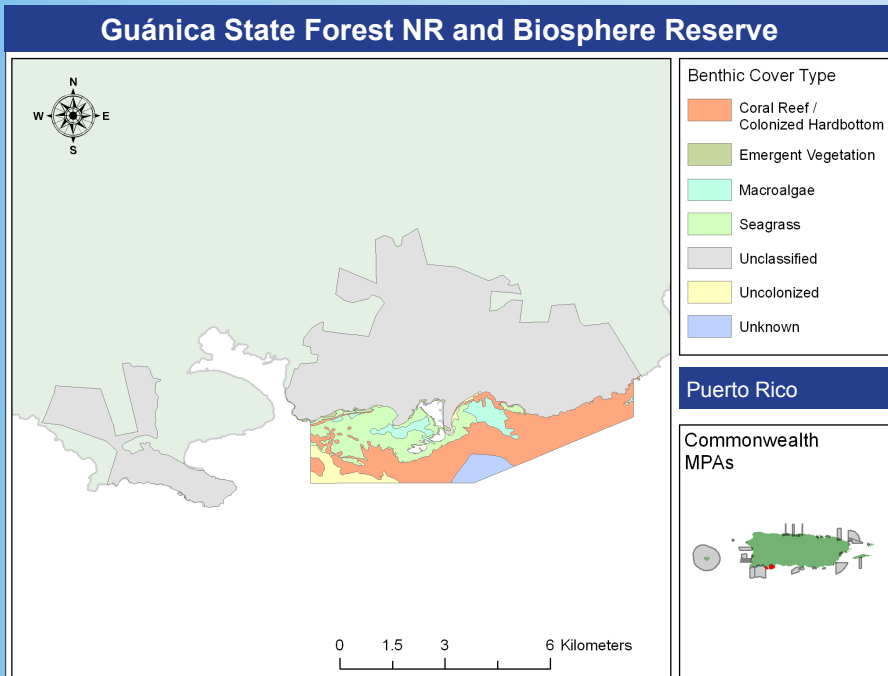 Guánica State Forest NR and Biosphere Reserve
N
W E
S
0 1.5 3 6 Kilometers
Benthic Cover Type
Coral Reef /
Colonized Hardbottom
Emergent Vegetation
Macroalgae
Seagrass
Unclassified
Uncolonized
Unknown
Puerto Rico
Commonwealth
MPAs